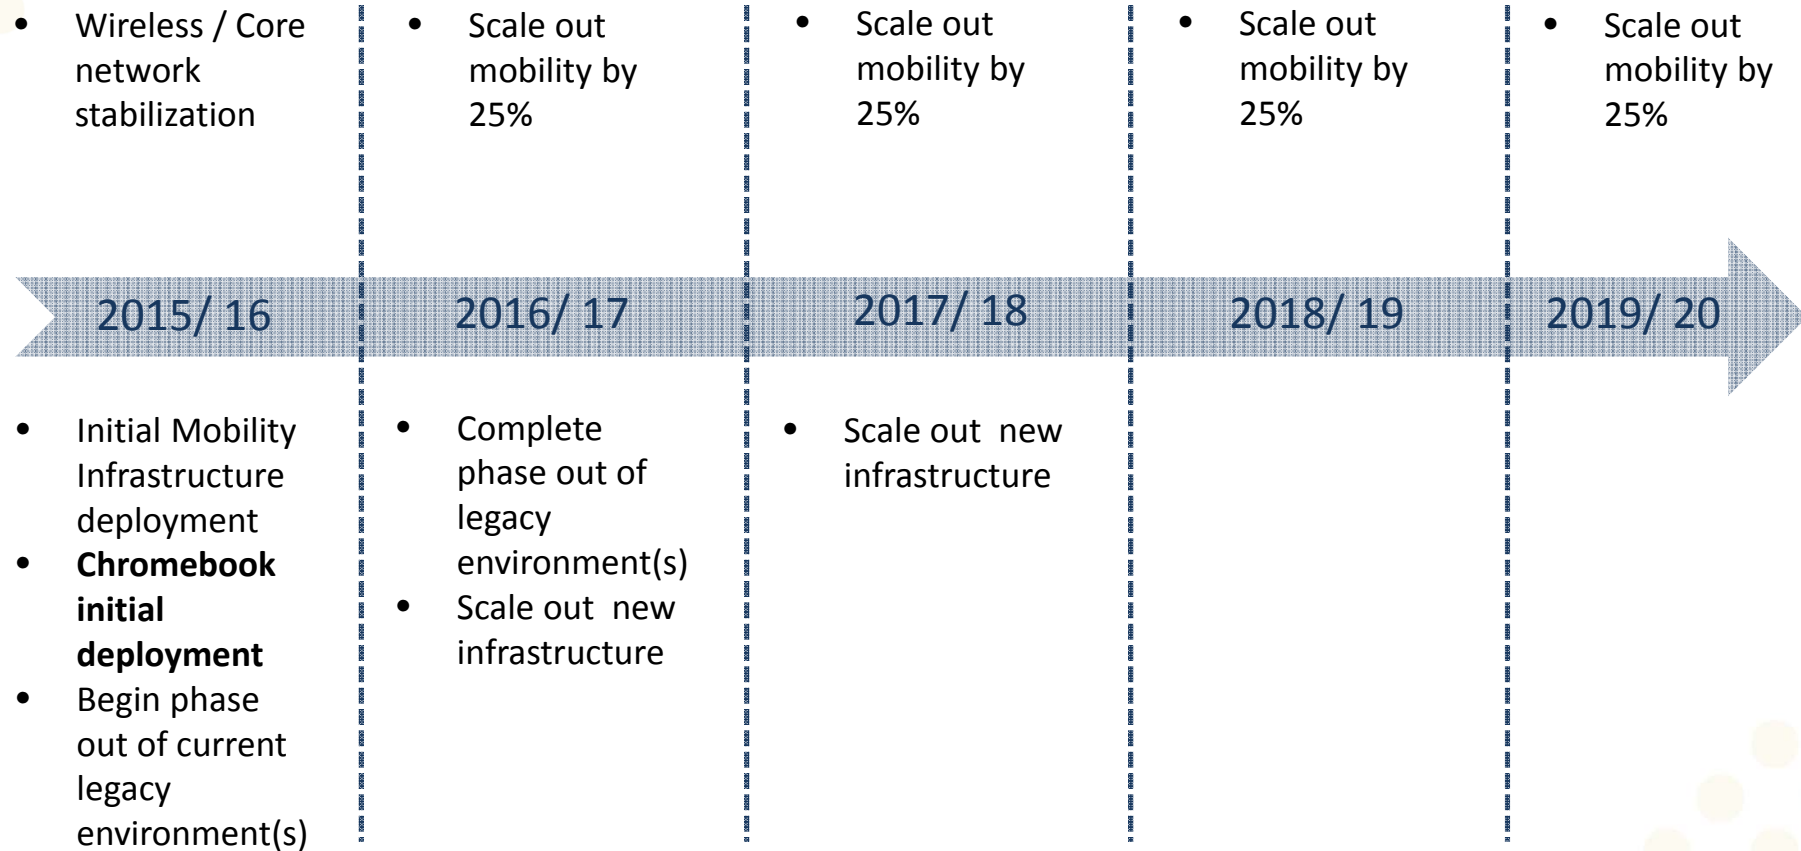 • Wireless / Core
network
stabilization
• Scale out
mobility by
25%
• Scale out
mobility by
25%
• Scale out
mobility by
25%
• Scale out
mobility by
25%
2015/ 16
2016/ 17
2017/ 18
2018/ 19
2019/ 20
• Initial Mobility
Infrastructure
deployment
• Chromebook
initial
deployment
• Begin phase
out of current
legacy
environment(s)
• Complete
phase out of
legacy
environment(s)
• Scale out  new
infrastructure
• Scale out  new
infrastructure